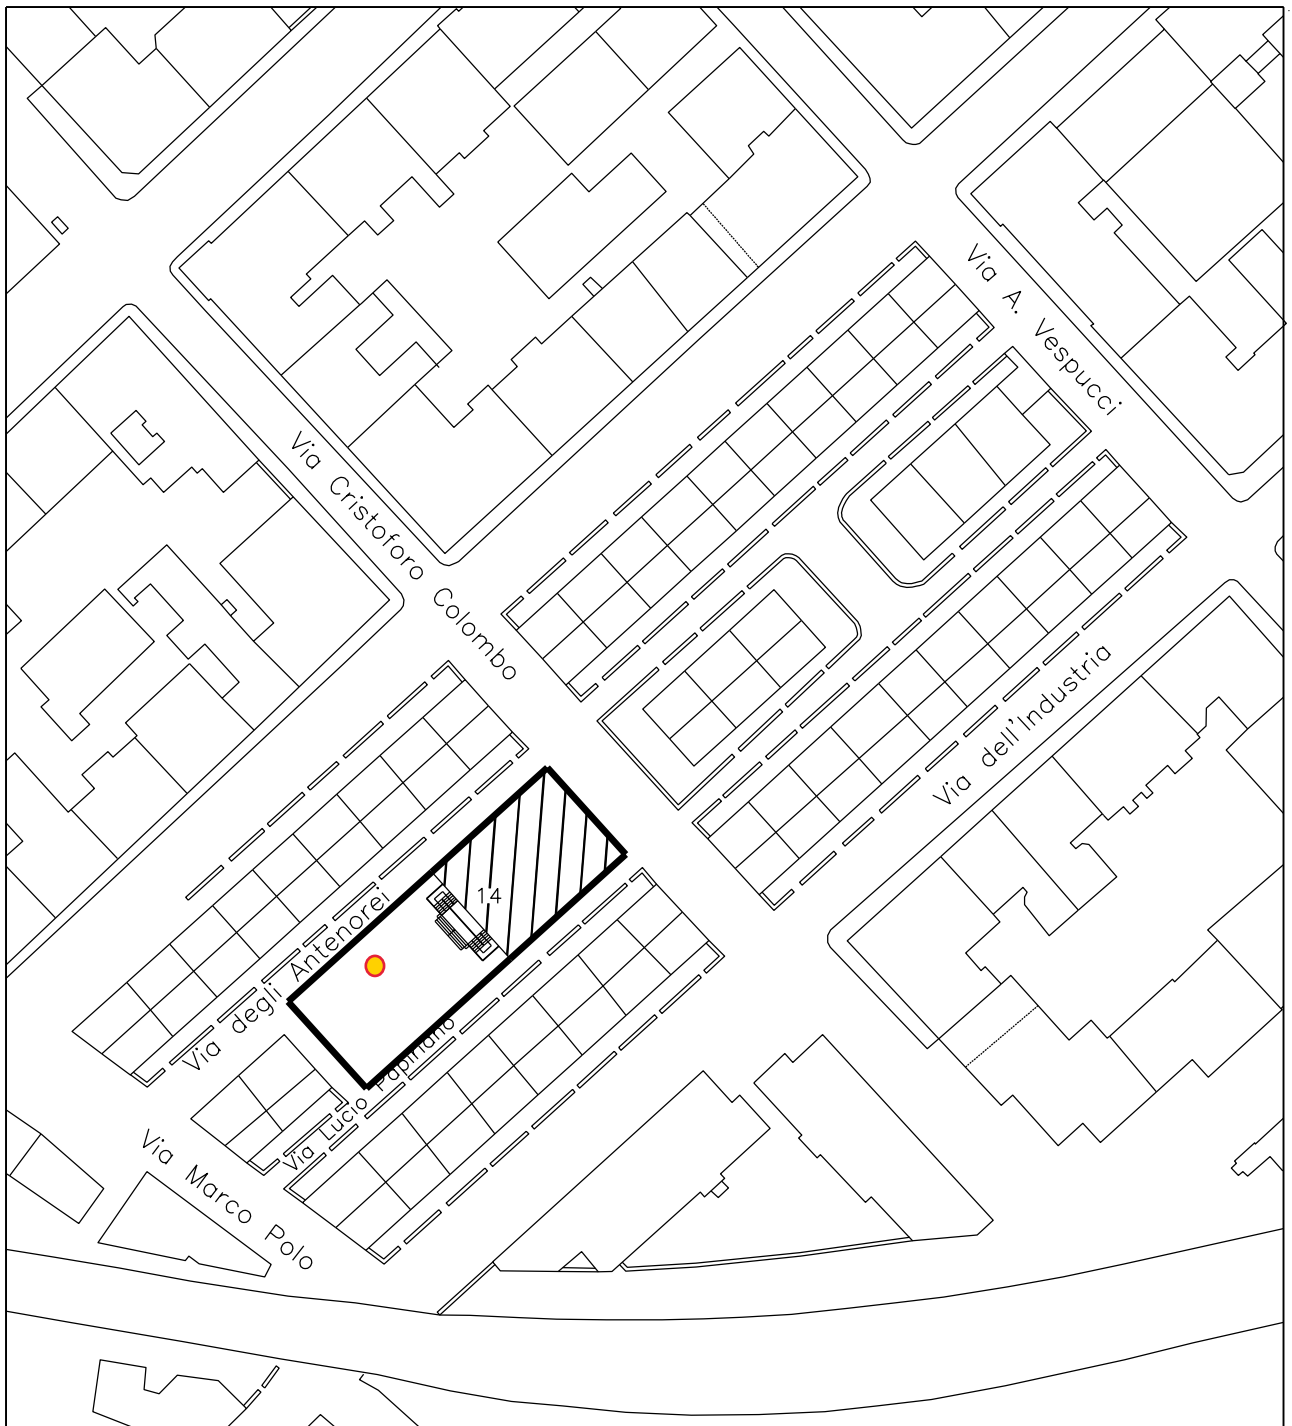 Via A. Vespucci
Via Cristoforo Colombo
Via dell'Industria
14
Via degli Antenorei
Via Lucio Papiriano
Via Marco Polo